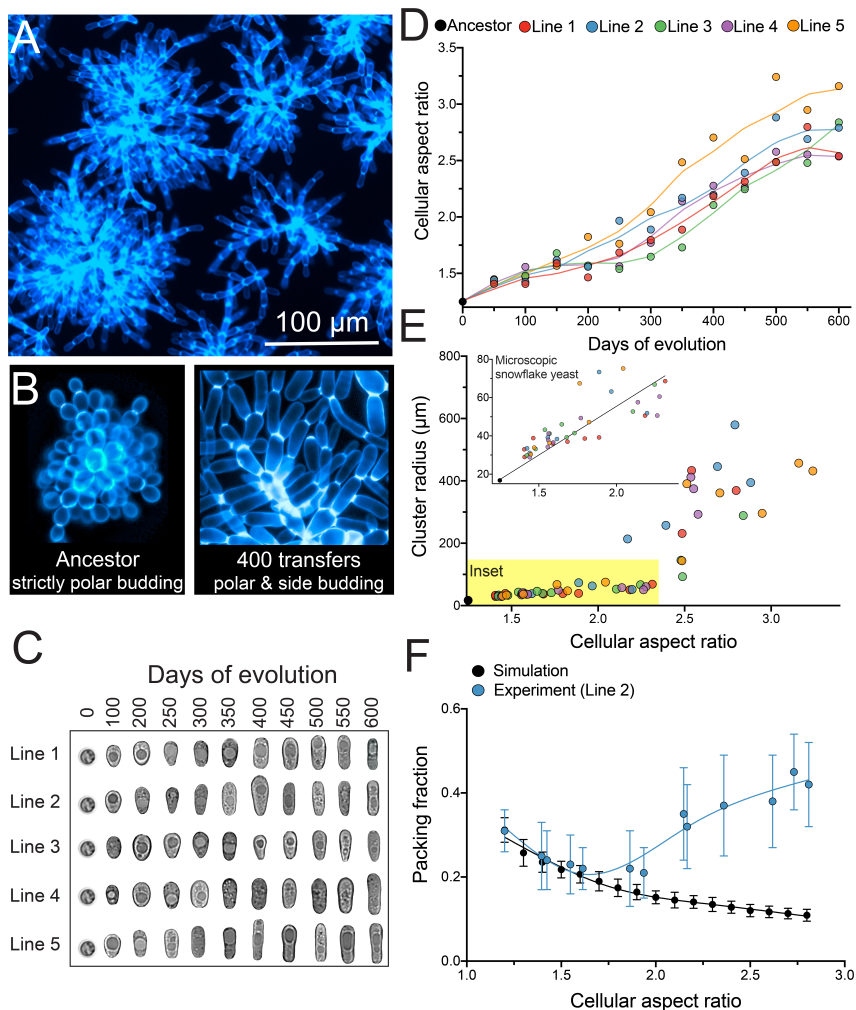 A
100 μm
B
Ancestor
strictly polar budding
400 transfers
polar & side budding
C
Days of evolution
0 100 200 250 300 350 400 450 500 550 600
Line 1
Line 2
Line 3
Line 4
Line 5
D
Ancestor Line 1 Line 2 Line 3 Line 4 Line 5
Cellular aspect ratio
3.5
3.0
2.5
2.0
1.5
0 100 200 300 400 500 600
Days of evolution
E
Cluster radius (μm)
800
600
400
200
0
Microscopic
snowflake yeast
80
60
40
20
1.5 2.0
Inset
1.5 2.0 2.5 3.0
Cellular aspect ratio
F
Simulation
Experiment (Line 2)
Packing fraction
0.6
0.4
0.2
0.0
1.0 1.5 2.0 2.5 3.0
Cellular aspect ratio